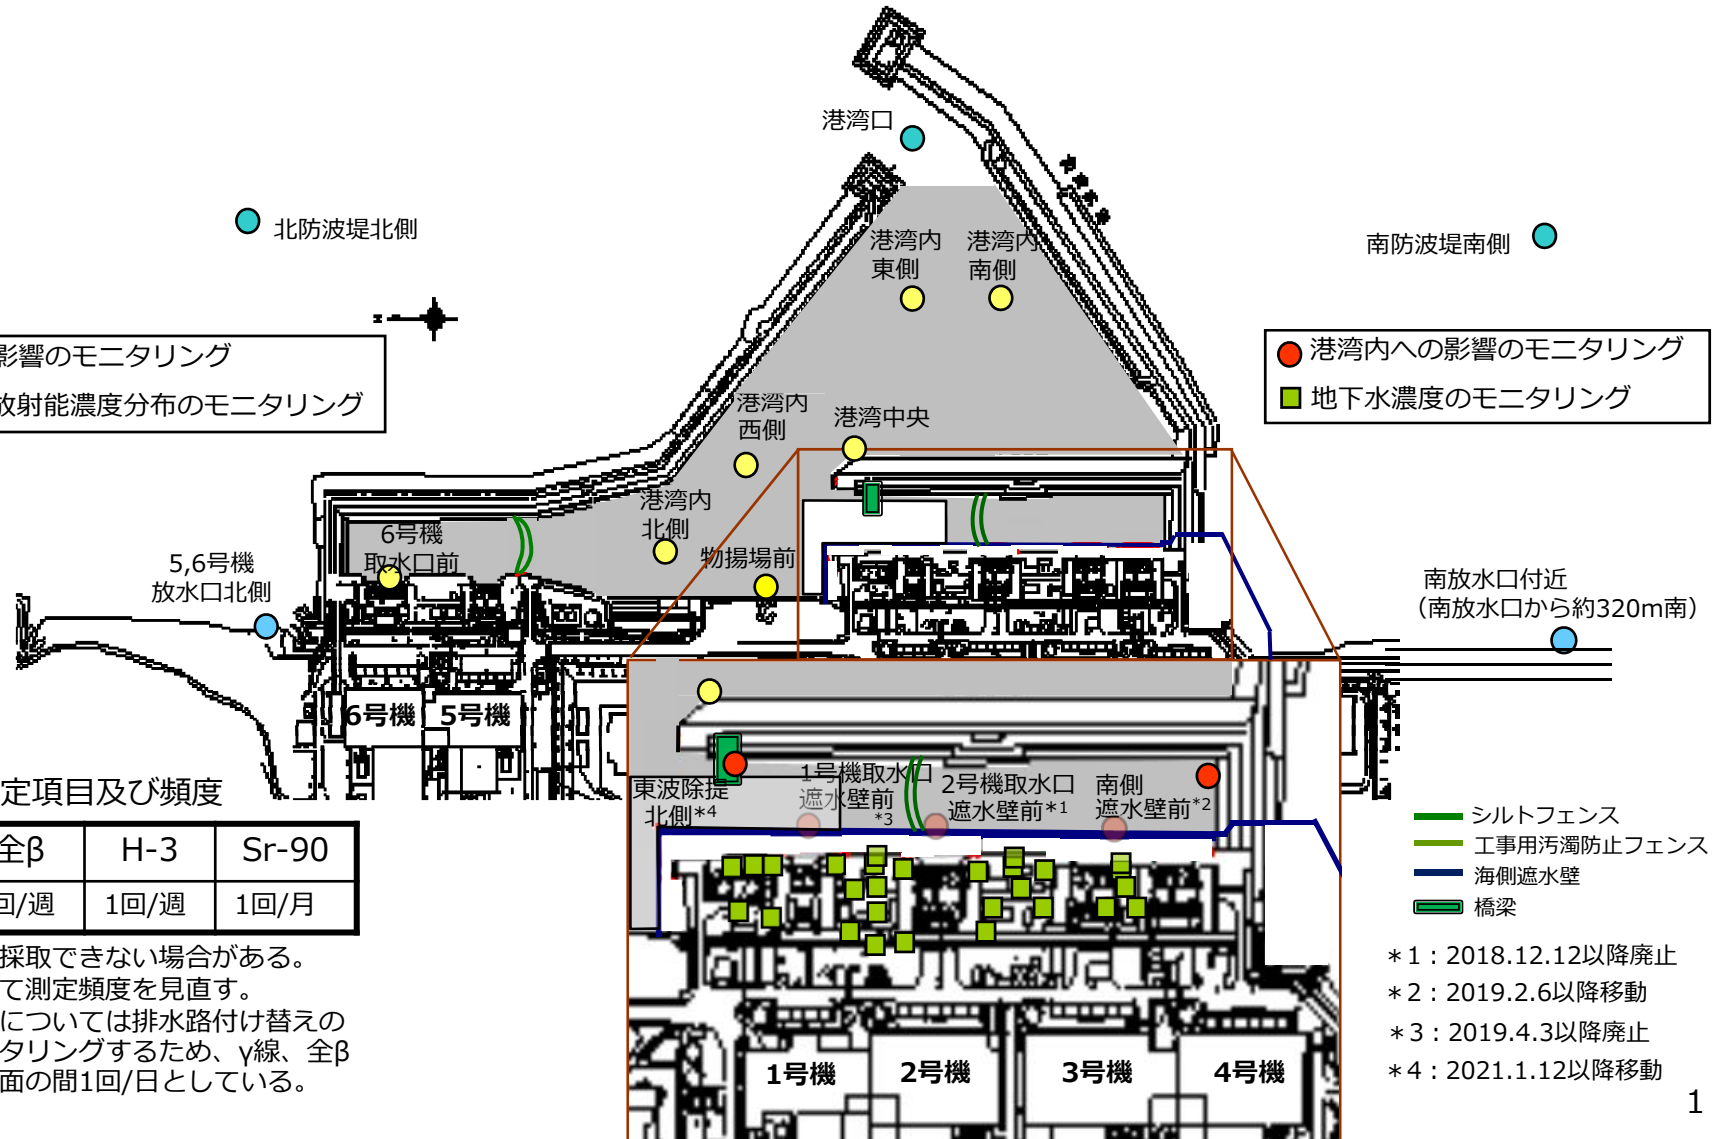 港湾口
北防波堤北側
港湾内
東側
港湾内
南側
南防波堤南側
影響のモニタリング
放射能濃度分布のモニタリング
港湾内への影響のモニタリング
地下水濃度のモニタリング
港湾内
西側
港湾中央
港湾内
北側
6号機
取水口前
物揚場前
5,6号機
放水口北側
南放水口付近
（南放水口から約320m南）
6号機
5号機
定項目及び頻度
全β
H-3
Sr-90
回/週
1回/週
1回/月
採取できない場合がある。
て測定頻度を見直す。
については排水路付け替えの
タリングするため、γ線、全β
面の間1回/日としている。
東波除堤
北側*4
1号機取水口
遮水壁前
*3
2号機取水口
遮水壁前*1
南側
遮水壁前*2
1号機
2号機
3号機
4号機
シルトフェンス
工事用汚濁防止フェンス
海側遮水壁
橋梁
＊1：2018.12.12以降廃止
＊2：2019.2.6以降移動
＊3：2019.4.3以降廃止
＊4：2021.1.12以降移動
1